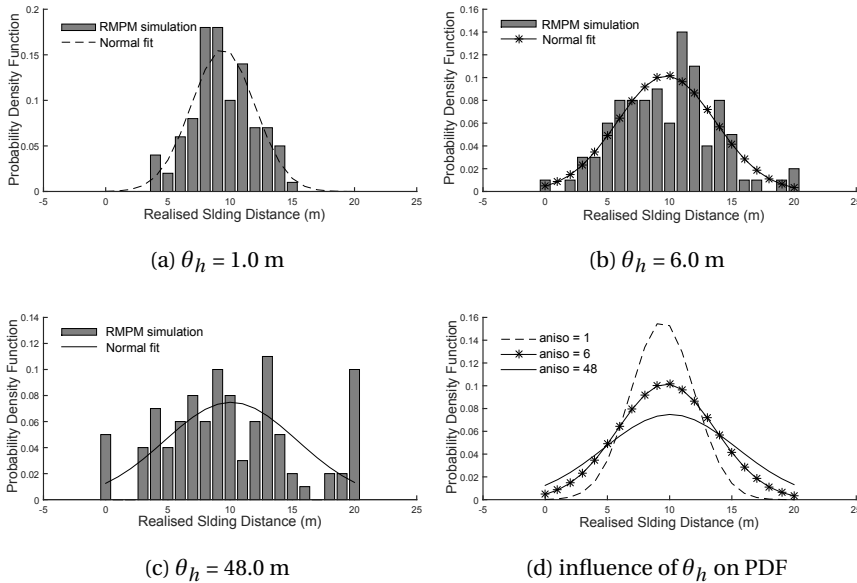 0.2
0.15
0.1
0.05
0
Probability Density Function
RMPM simulation
Normal fit
-5 0 5 10 15 20 25
Realised Slding Distance (m)
(a) θh = 1.0 m
0.16
0.14
0.12
0.1
0.08
0.06
0.04
0.02
0
Probability Density Function
RMPM simulation
Normal fit
-5 0 5 10 15 20 25
Realised Slding Distance (m)
(b) θh = 6.0 m
0.16
0.14
0.12
0.1
0.08
0.06
0.04
0.02
0
Probability Density Function
RMPM simulation
Normal fit
-5 0 5 10 15 20 25
Realised Slding Distance (m)
(c) θh = 48.0 m
0.16
0.14
0.12
0.1
0.08
0.06
0.04
0.02
0
Probability Density Function
aniso = 1
aniso = 6
aniso = 48
-5 0 5 10 15 20 25
Realised Slding Distance (m)
(d) influence of θh on PDF